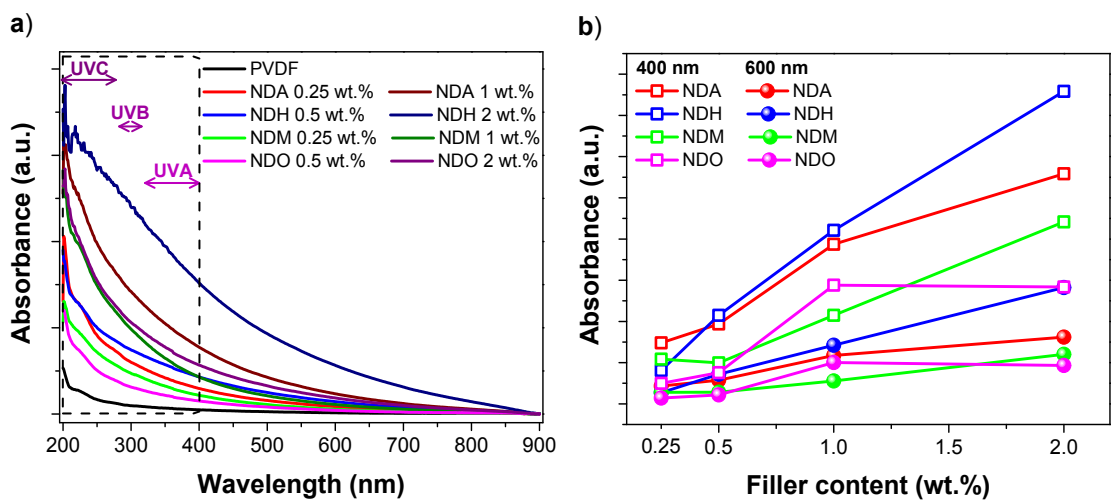 a)
UVC
UVB
UVA
PVDF
NDA 0.25 wt.%
NDH 0.5 wt.%
NDM 0.25 wt.%
NDO 0.5 wt.%
NDA 1 wt.%
NDH 2 wt.%
NDM 1 wt.%
NDO 2 wt.%
Absorbance (a.u.)
200 300 400 500 600 700 800 900
Wavelength (nm)
b)
400 nm 600 nm
NDA NDA
NDH NDH
NDM NDM
NDO NDO
Absorbance (a.u.)
0.25 0.5 1.0 1.5 2.0
Filler content (wt.%)